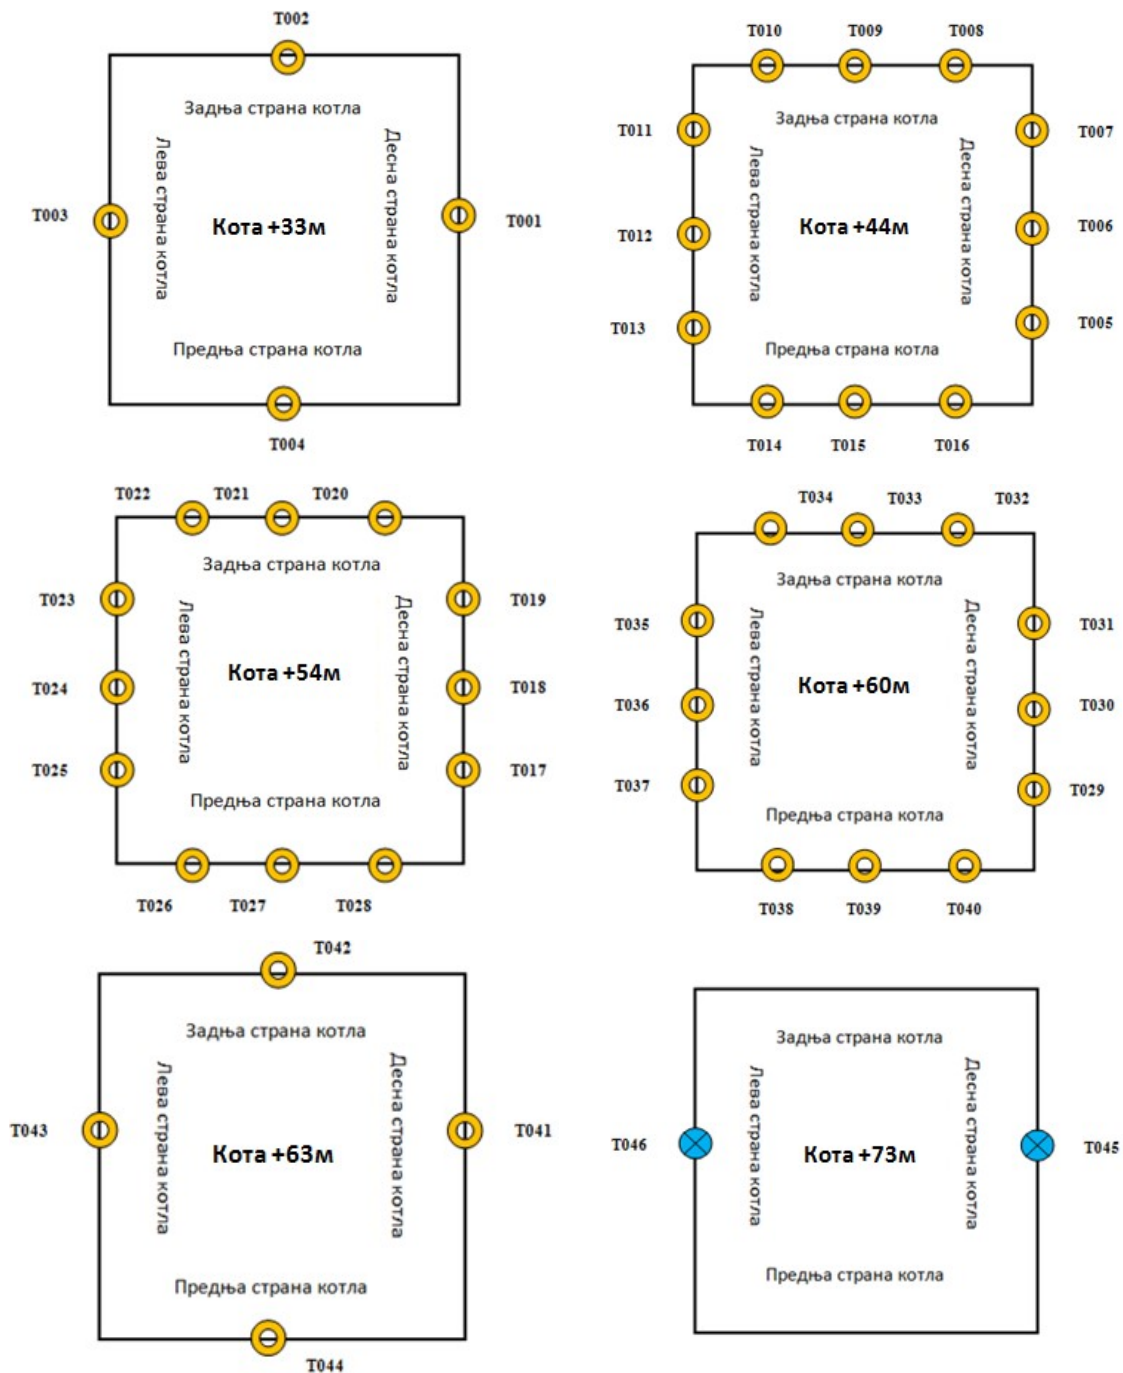 T002
Задња страна котла
Лева страна котла
Десна страна котла
T003
Кота +33м
T001
Предња страна котла
T004
T010
T009
T008
T011
Задња страна котла
T007
Лева страна котла
Десна страна котла
T012
Кота +44м
T006
T013
T005
Предња страна котла
T014
T015
T016
T022
T021
T020
Задња страна котла
T023
T019
Лева страна котла
Десна страна котла
T024
Кота +54м
T018
T025
T017
Предња страна котла
T026
T027
T028
T034
T033
T032
Задња страна котла
T035
T031
Лева страна котла
Десна страна котла
T036
Кота +60м
T030
T037
T029
Предња страна котла
T038
T039
T040
T042
Задња страна котла
Лева страна котла
Десна страна котла
T043
Кота +63м
T041
Предња страна котла
T044
Задња страна котла
Лева страна котла
Десна страна котла
T046
Кота +73м
T045
Предња страна котла